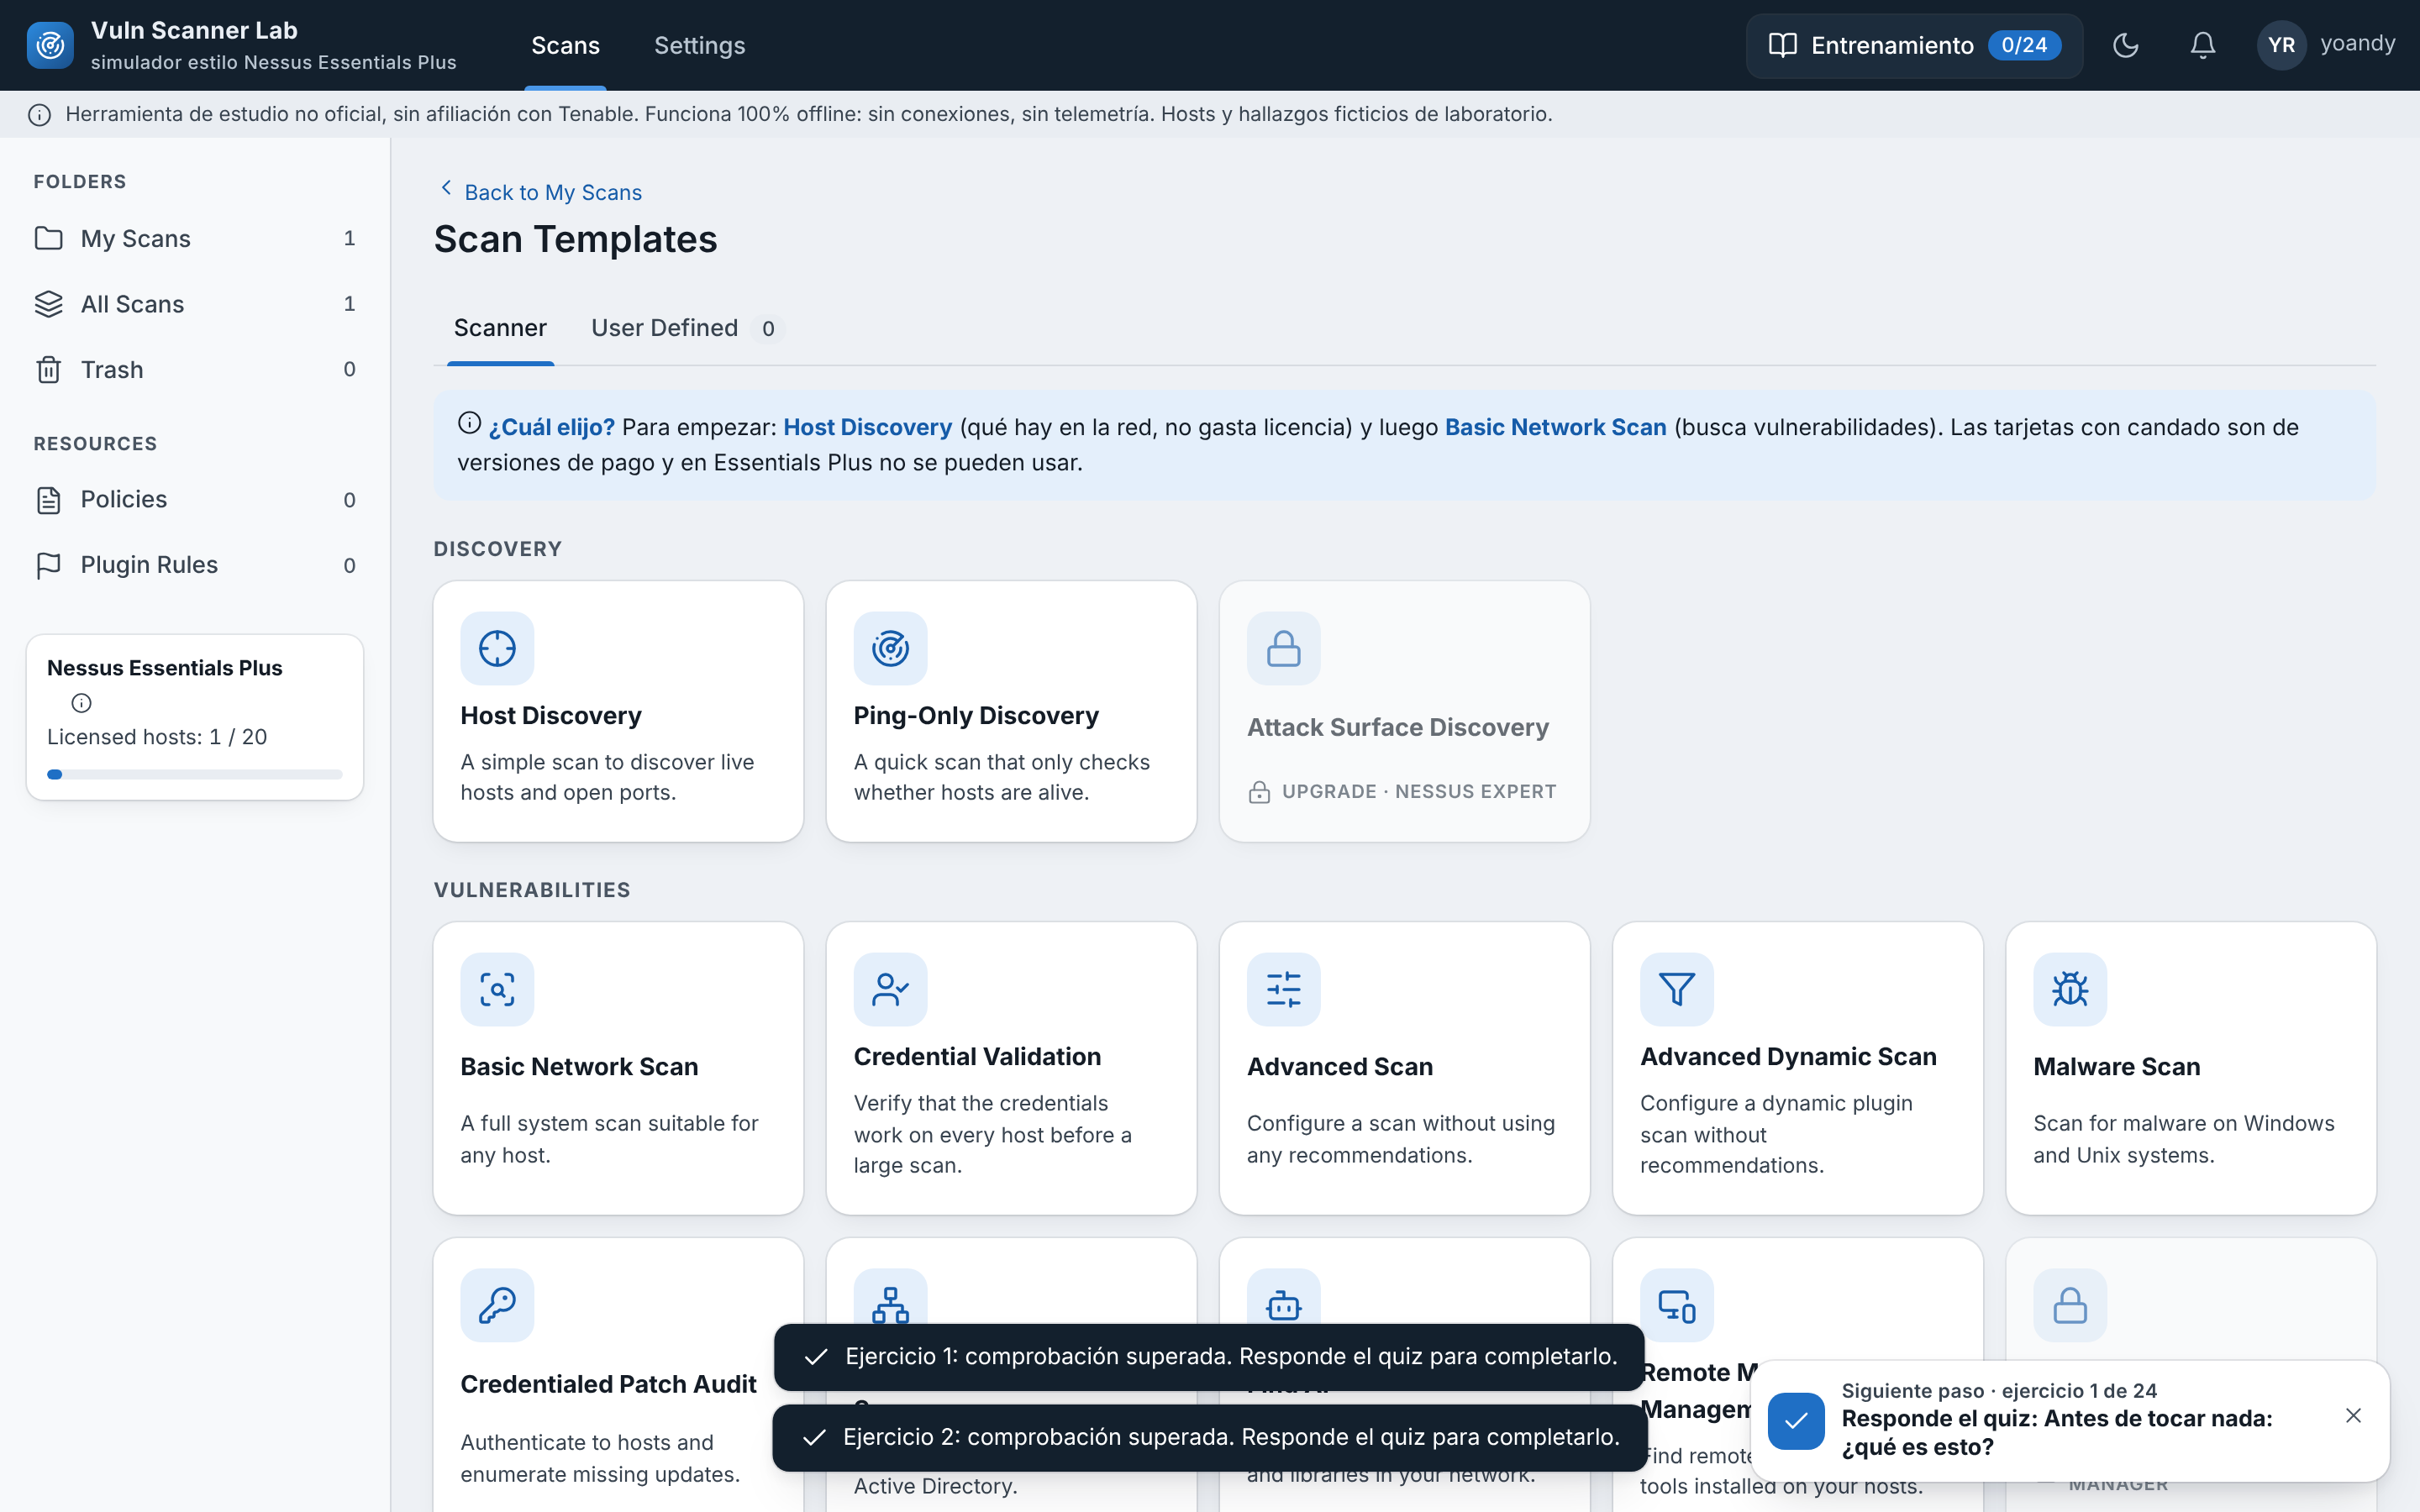 Vuln Scanner Lab
simulador estilo Nessus Essentials Plus
Scans
Settings
Entrenamiento 0/24
YR
yoandy
Herramienta de estudio no oficial, sin afiliación con Tenable. Funciona 100% offline: sin conexiones, sin telemetría. Hosts y hallazgos ficticios de laboratorio.
FOLDERS
My Scans 1
All Scans 1
Trash 0
RESOURCES
Policies 0
Plugin Rules 0
Nessus Essentials Plus
Licensed hosts: 1 / 20
Back to My Scans
Scan Templates
Scanner
User Defined 0
¿Cuál elijo? Para empezar: Host Discovery (qué hay en la red, no gasta licencia) y luego Basic Network Scan (busca vulnerabilidades). Las tarjetas con candado son de
versiones de pago y en Essentials Plus no se pueden usar.
DISCOVERY
Host Discovery
A simple scan to discover live
hosts and open ports.
Ping-Only Discovery
A quick scan that only checks
whether hosts are alive.
Attack Surface Discovery
UPGRADE · NESSUS EXPERT
VULNERABILITIES
Basic Network Scan
A full system scan suitable for
any host.
Credential Validation
Verify that the credentials
work on every host before a
large scan.
Advanced Scan
Configure a scan without using
any recommendations.
Advanced Dynamic Scan
Configure a dynamic plugin
scan without
recommendations.
Malware Scan
Scan for malware on Windows
and Unix systems.
Credentialed Patch Audit
Authenticate to hosts and
enumerate missing updates.
Active Directory.
and libraries in your network.
Remote
Find remote
tools installed on your hosts.
MANAGER
Ejercicio 1: comprobación superada. Responde el quiz para completarlo.
Ejercicio 2: comprobación superada. Responde el quiz para completarlo.
Siguiente paso · ejercicio 1 de 24
Responde el quiz: Antes de tocar nada:
¿qué es esto?